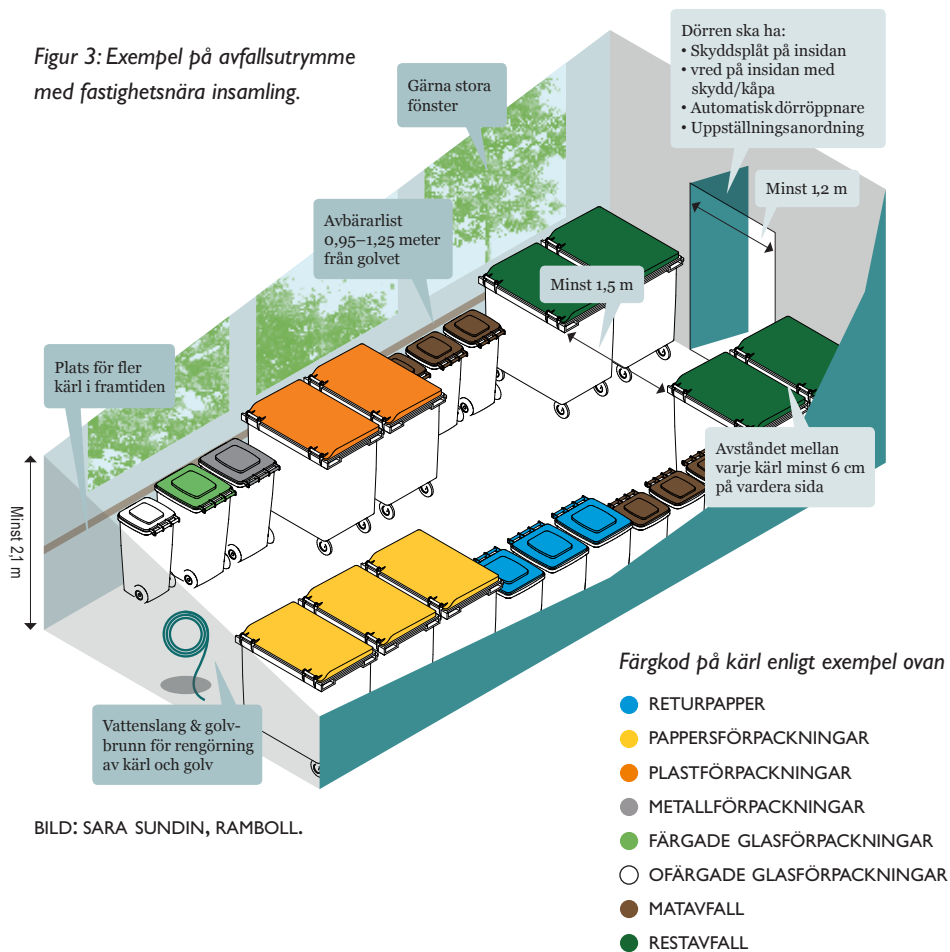 Figur 3: Exempel på avfallsutrymme
med fastighetsnära insamling.
Gärna stora
fönster
Dörren ska ha:
• Skyddsplåt på insidan
• vred på insidan med
skydd/kåpa
• Automatisk dörröppnare
• Uppställningsanordning
Minst 1,2 m
Avbärarlist
0,95–1,25 meter
från golvet
Minst 1,5 m
Plats för fler
kärl i framtiden
Avståndet mellan
varje kärl minst 6 cm
på vardera sida
Minst 2,1 m
Vattenslang & golv-
brunn för rengörning
av kärl och golv
Färgkod på kärl enligt exempel ovan
RETURPAPPER
PAPPERSFÖRPACKNINGAR
PLASTFÖRPACKNINGAR
METALLFÖRPACKNINGAR
FÄRGADE GLASFÖRPACKNINGAR
OFÄRGADE GLASFÖRPACKNINGAR
MATAVFALL
RESTAVFALL
BILD: SARA SUNDIN, RAMBOLL.